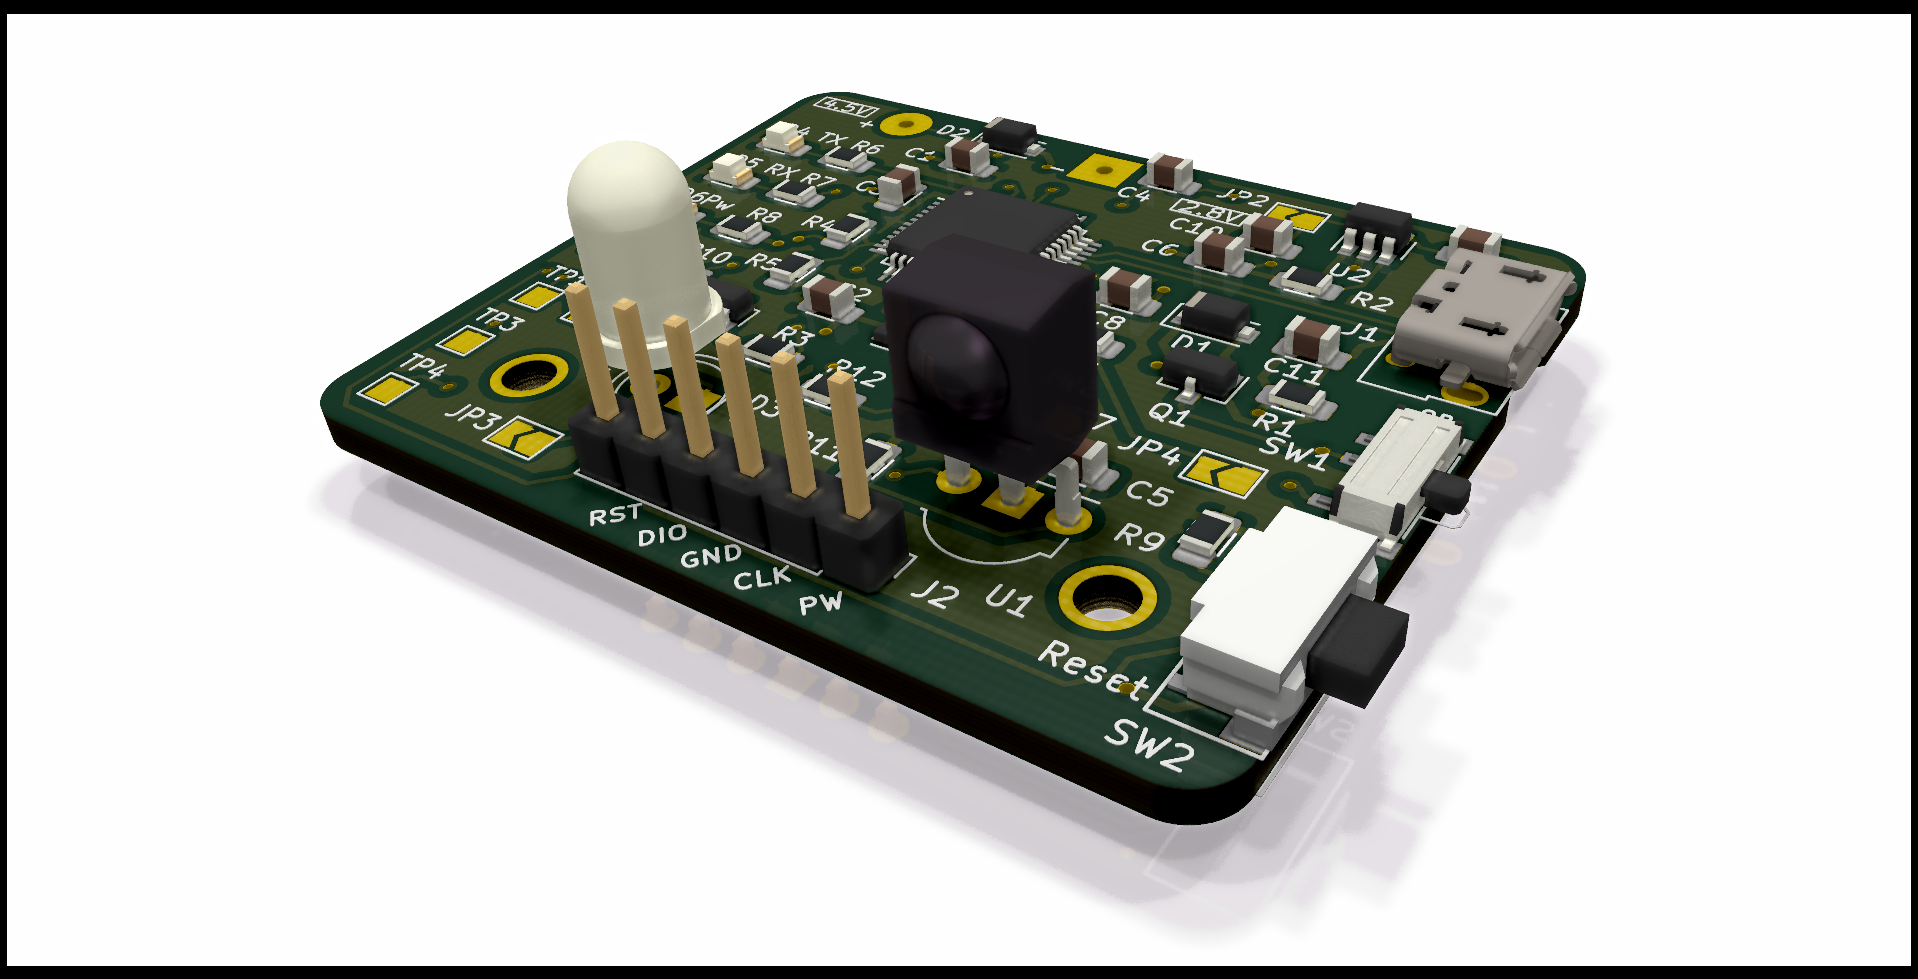 4.5V
+
D2
-
TX R6
C1
RX R7
C4
JP2
2.8V
R8
R4
C6
U2
R5
R2
J1
TP3
C8
R3
D1
C11
TP4
R12
Q1
R1
JP3
SW1
JP4
C5
R9
RST
DIO
GND
CLK
PW
J2
U1
Reset
SW2